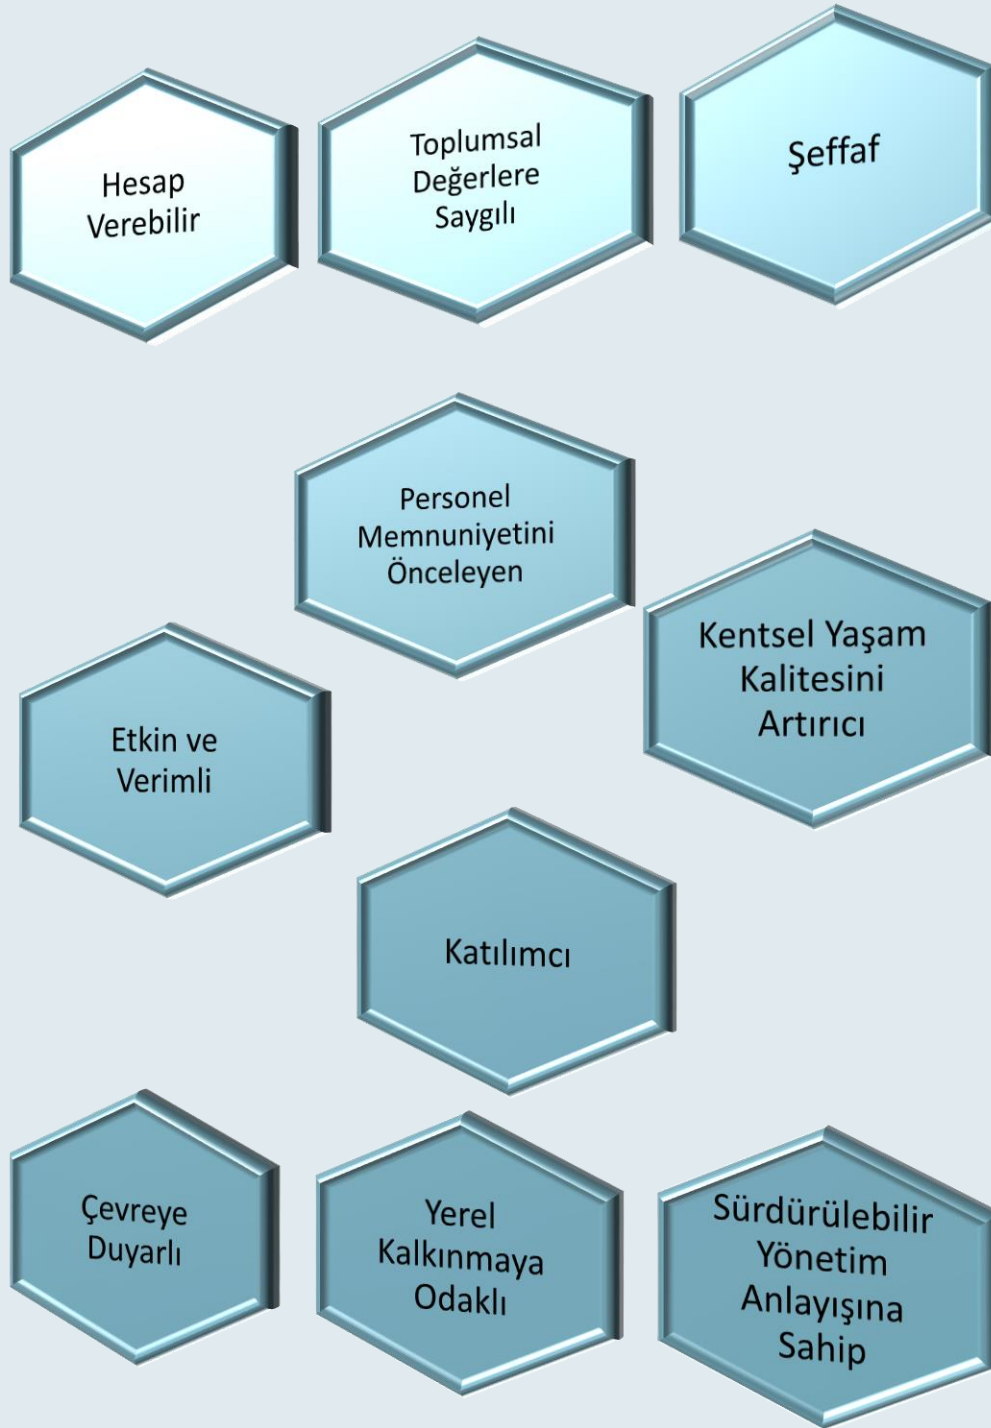 Hesap
Verebilir
Toplumsal
Değerlere
Saygılı
Şeffaf
Personel
Memnuniyetini
Önceleyen
Kentsel Yaşam
Kalitesini
Artırıcı
Etkin ve
Verimli
Katılımcı
Çevreye
Duyarlı
Yerel
Kalkınmaya
Odaklı
Sürdürülebilir
Yönetim
Anlayışına
Sahip